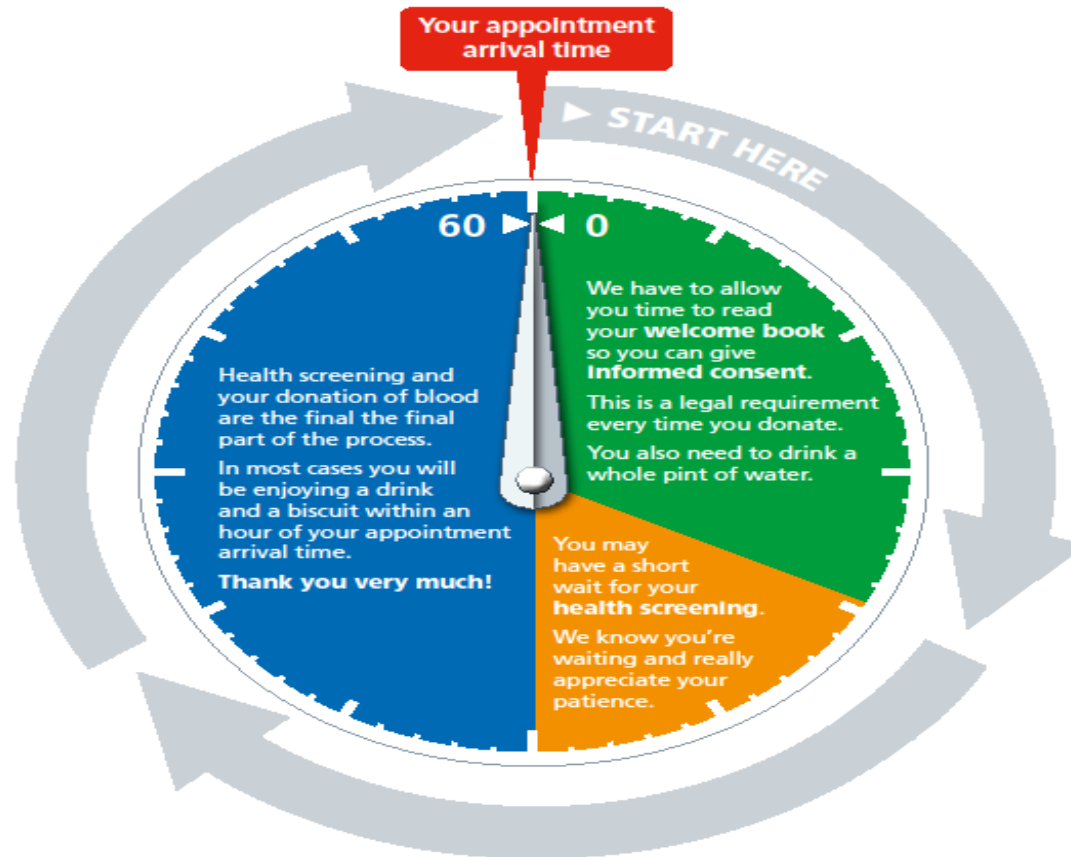 Your appointment
arrival time
► START HERE
60 ► ◄ 0
We have to allow
you time to read
your welcome book
so you can give
Informed consent.
This is a legal requirement
every time you donate.
You also need to drink a
whole pint of water.
You may
have a short
wait for your
health screening.
We know you're
waiting and really
appreciate your
patience.
Health screening and
your donation of blood
are the final the final
part of the process.
In most cases you will
be enjoying a drink
and a biscuit within an
hour of your appointment
arrival time.
Thank you very much!